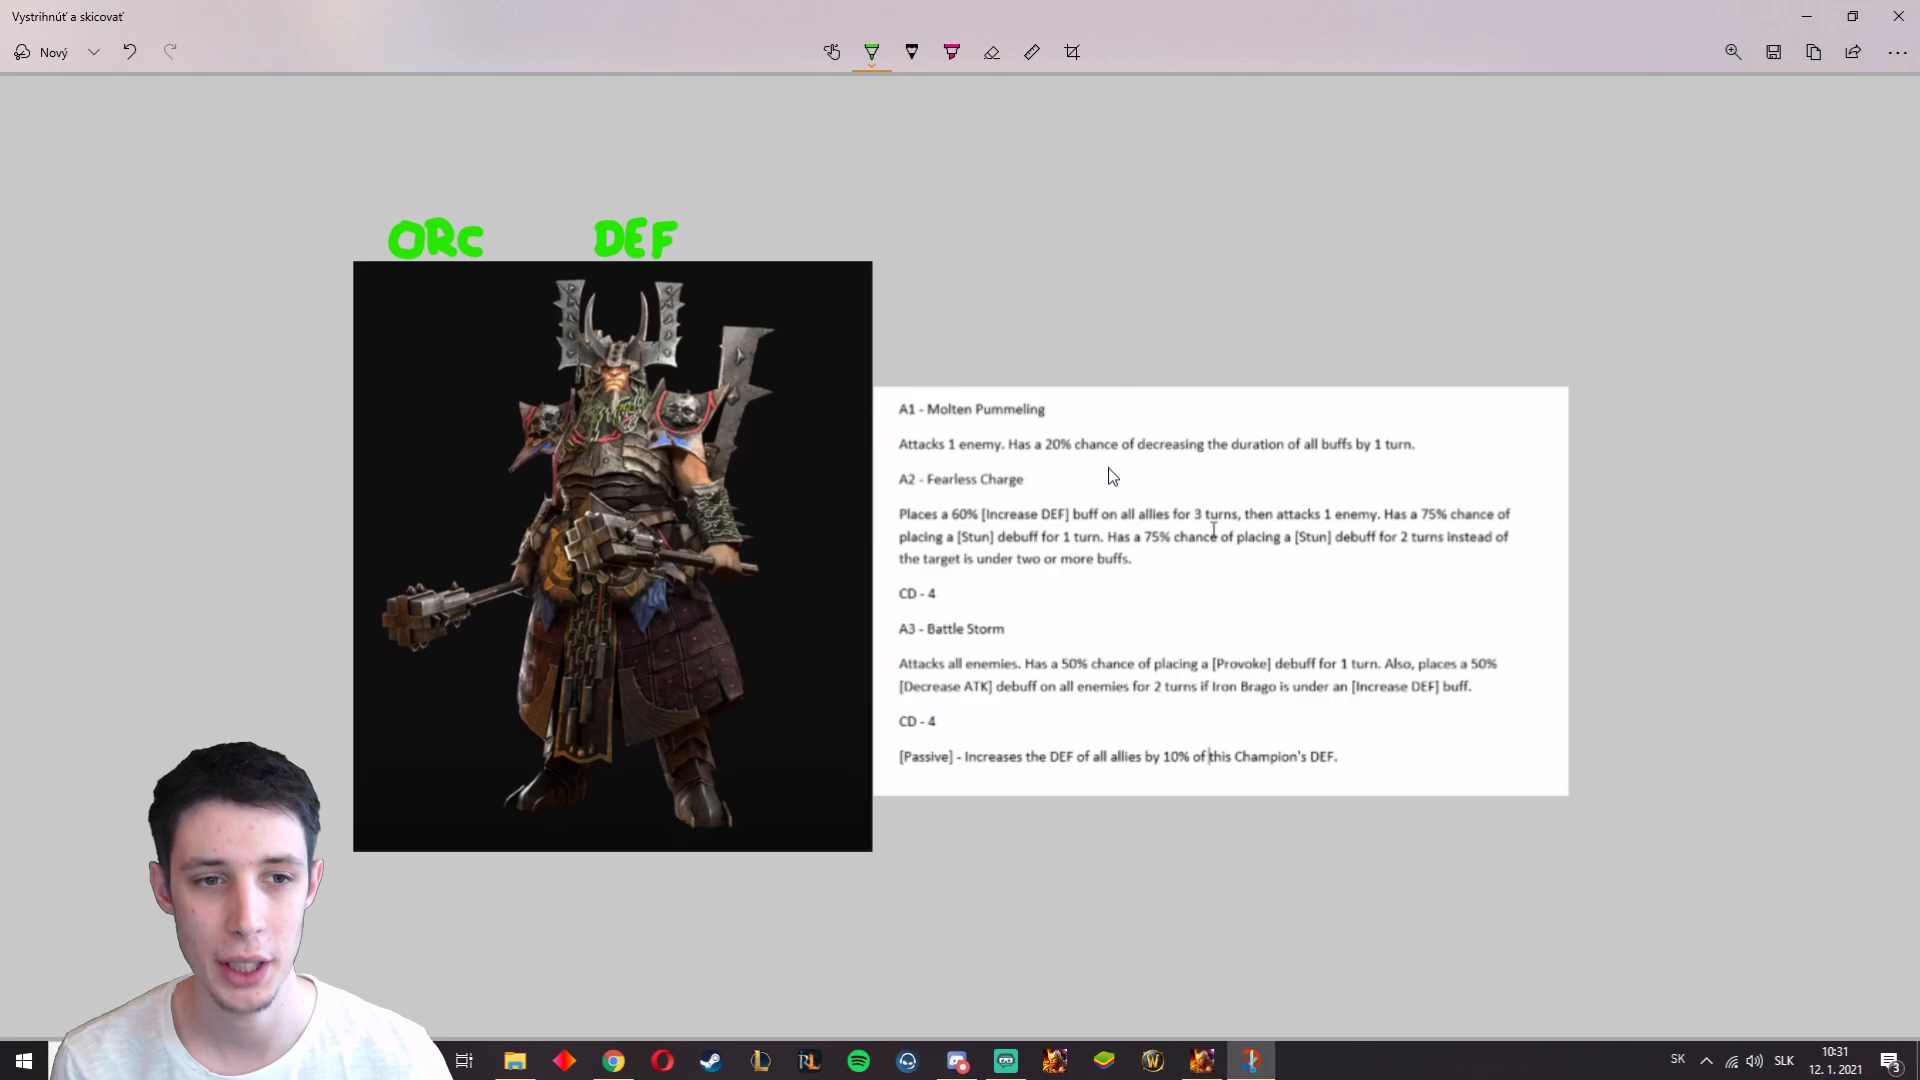 Vystrihnúť a skicovať
Nový
ORC DEF
A1 - Molten Pummeling
Attacks 1 enemy. Has a 20% chance of decreasing the duration of all buffs by 1 turn.
A2 - Fearless Charge
Places a 60% [Increase DEF] buff on all allies for 3 turns, then attacks 1 enemy. Has a 75% chance of
placing a [Stun] debuff for 1 turn. Has a 75% chance of placing a [Stun] debuff for 2 turns instead of
the target is under two or more buffs.
CD - 4
A3 - Battle Storm
Attacks all enemies. Has a 50% chance of placing a [Provoke] debuff for 1 turn. Also, places a 50%
[Decrease ATK] debuff on all enemies for 2 turns if Iron Brago is under an [Increase DEF] buff.
CD - 4
[Passive] - Increases the DEF of all allies by 10% of this Champion's DEF.
SK
SLK
10:31
12. 1. 2021
3